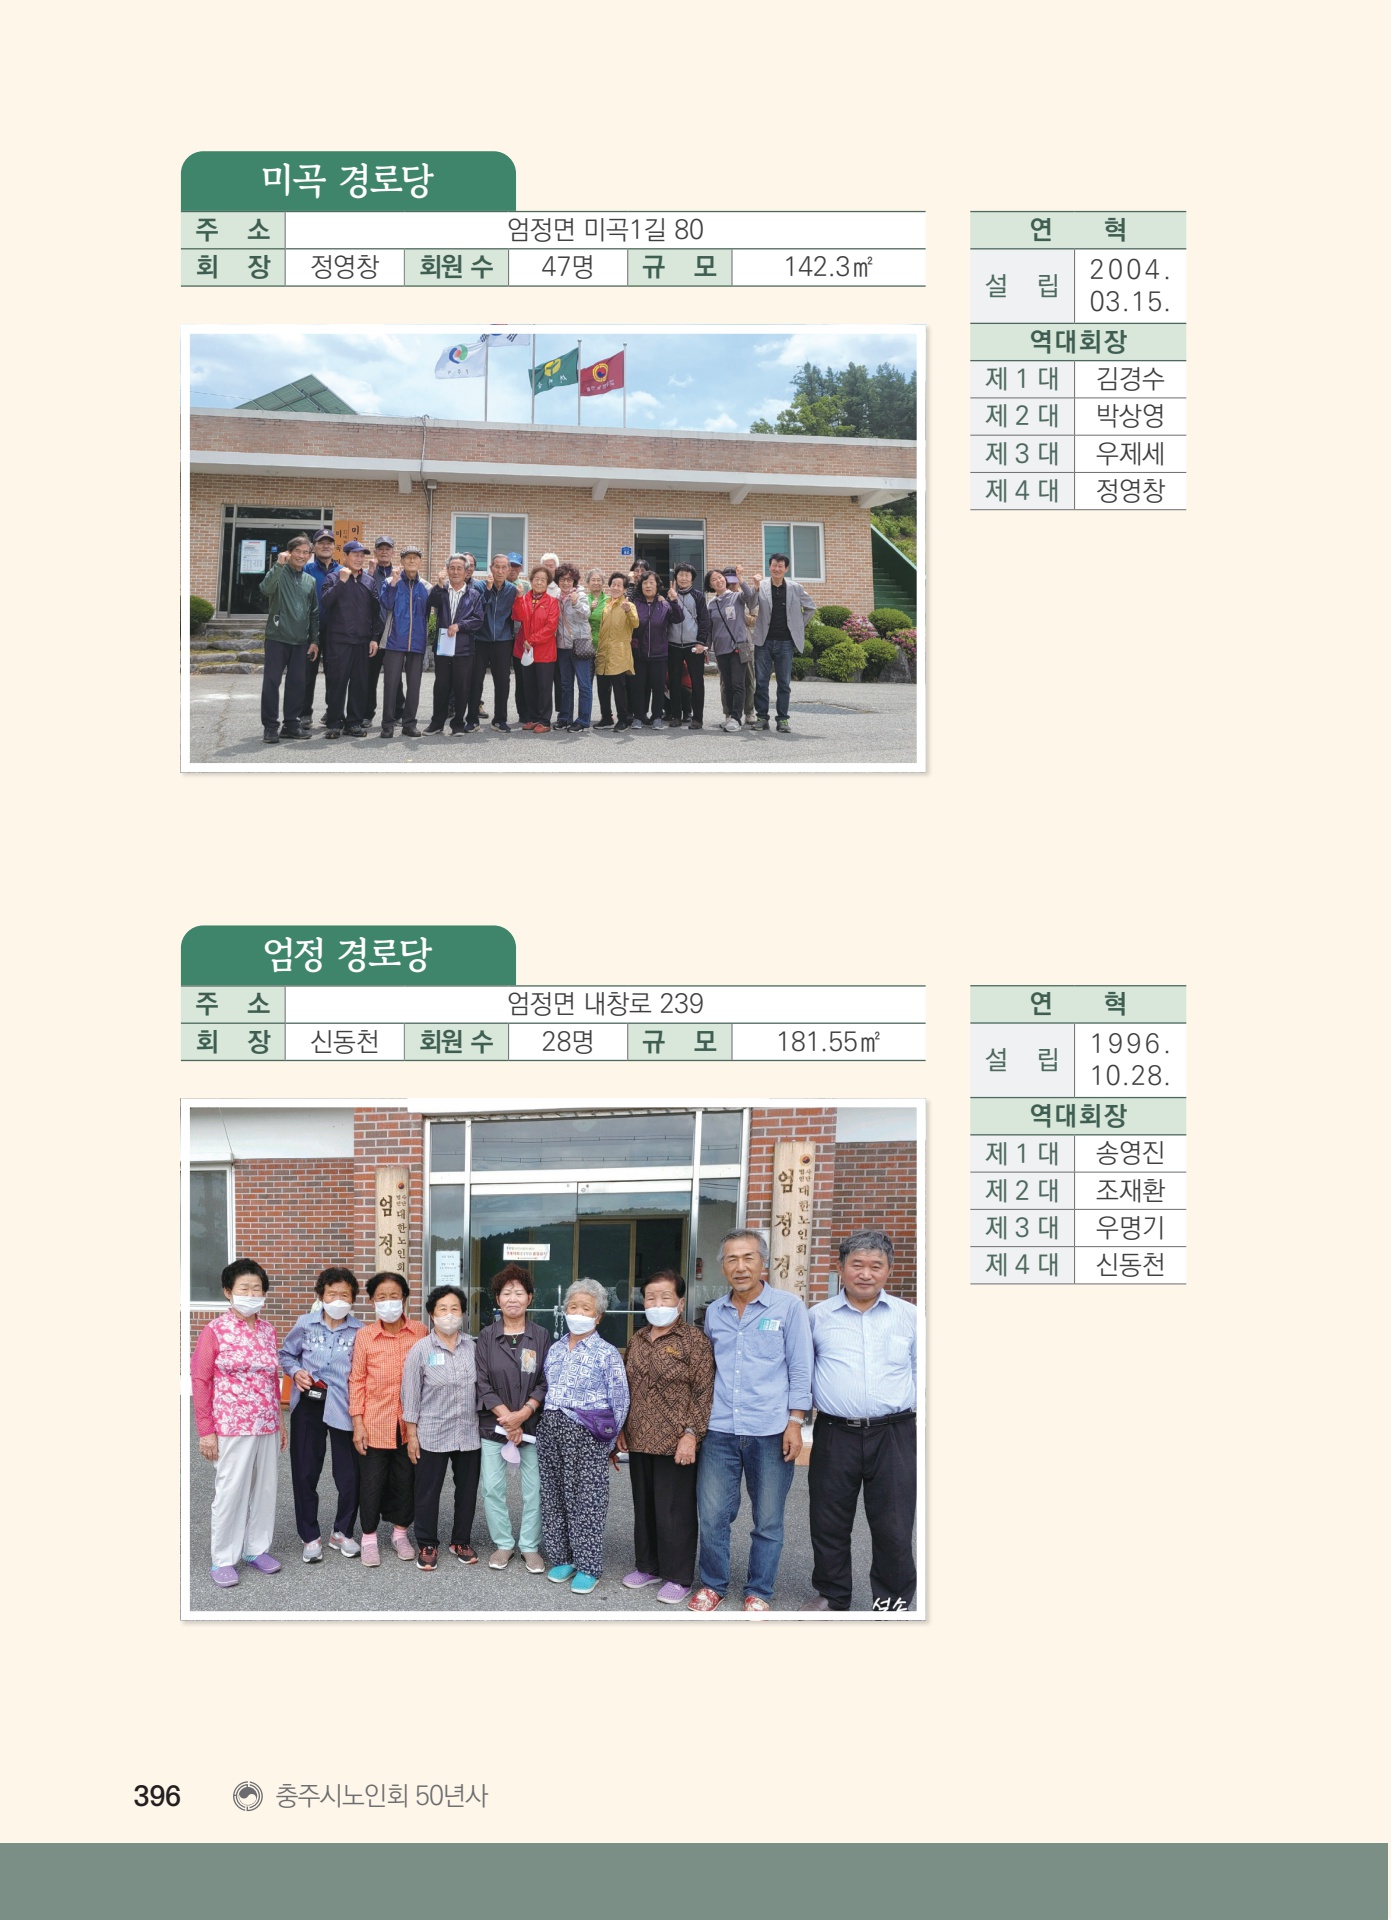 미곡 경로당
주 소 엄정면 미곡1길 80
회 장 정영창 회원 수 47명 규 모 142.3㎡
연 혁
설 립 2004.
03.15.
역대회장
제 1 대 김경수
제 2 대 박상영
제 3 대 우제세
제 4 대 정영창
엄정 경로당
주 소 엄정면 내창로 239
회 장 신동천 회원 수 28명 규 모 181.55㎡
연 혁
설 립 1996.
10.28.
역대회장
제 1 대 송영진
제 2 대 조재환
제 3 대 우명기
제 4 대 신동천
엄정
대한노인회
엄정경
대한노인회 충주
396 충주시노인회 50년사